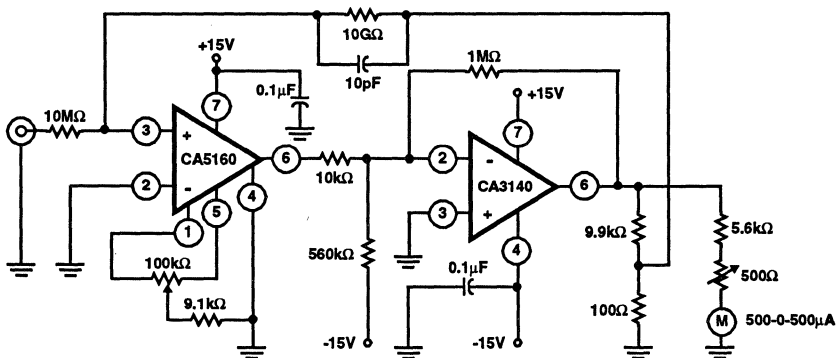 10GΩ
+15V
10pF
1MΩ
0.1µF
+15V
10MΩ
7
7
3
+
CA5160
6
10kΩ
2
-
CA3140
6
2
-
4
3
+
9.9kΩ
5.6kΩ
1
5
4
100kΩ
560kΩ
0.1µF
500Ω
9.1kΩ
100Ω
M
500-0-500µA
-15V
-15V